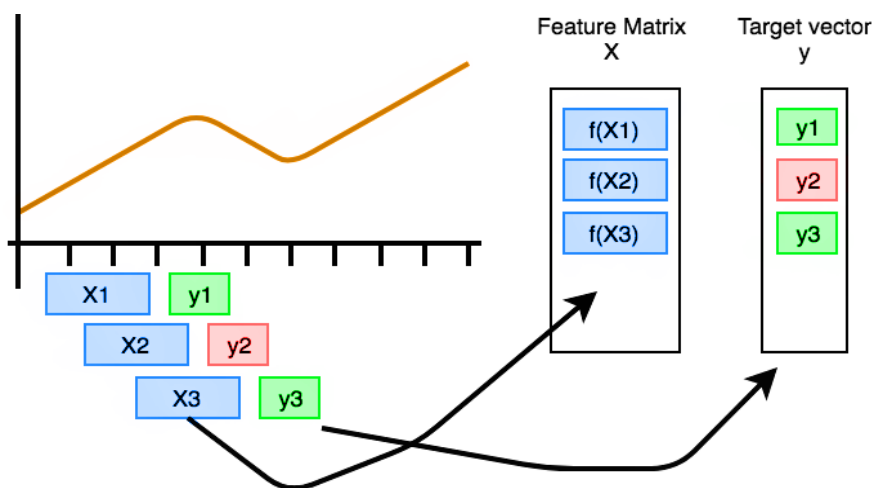 Feature Matrix
X
Target vector
y
f(X1)
y1
f(X2)
y2
f(X3)
y3
X1
y1
X2
y2
X3
y3